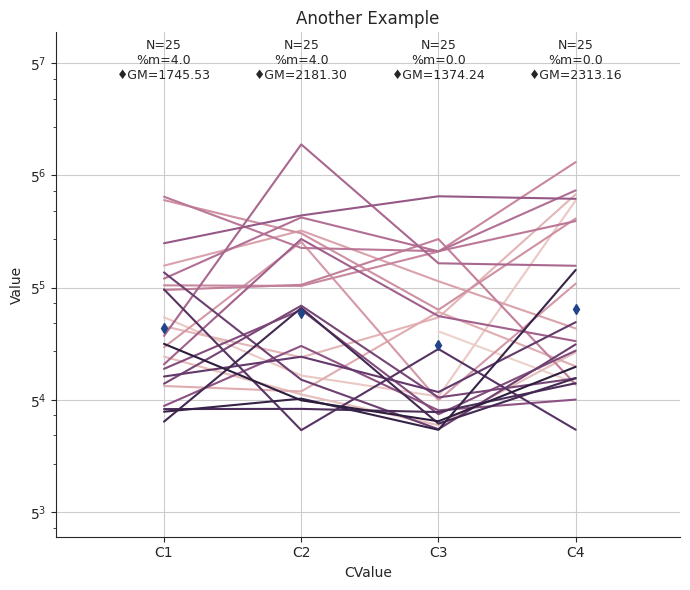 Another Example
N=25 N=25 N=25 N=25
%m=4.0 %m=4.0 %m=0.0 %m=0.0
♦GM=1745.53 ♦GM=2181.30 ♦GM=1374.24 ♦GM=2313.16
5⁷
5⁶
5⁵
5⁴
5³
Value
C1 C2 C3 C4
CValue